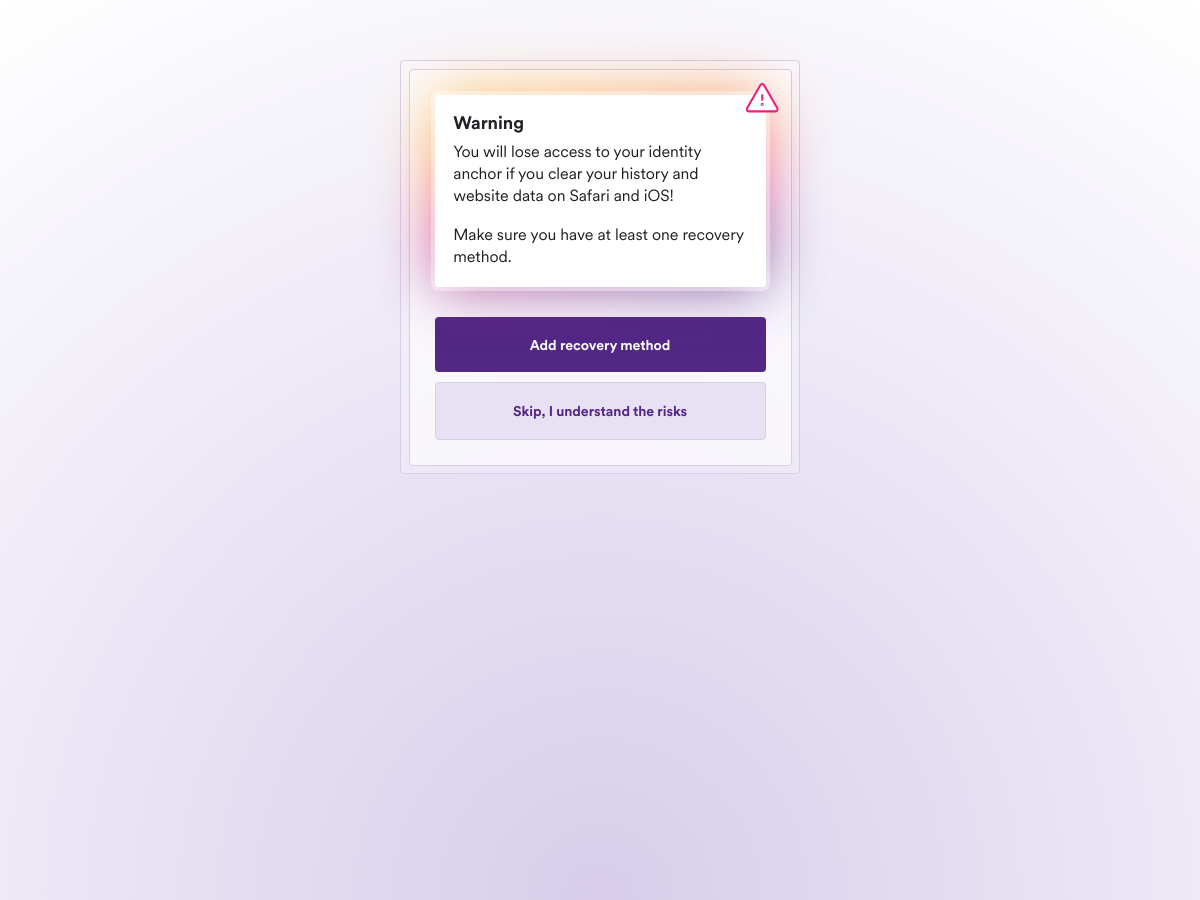 Warning
You will lose access to your identity
anchor if you clear your history and
website data on Safari and iOS!
Make sure you have at least one recovery
method.
Add recovery method
Skip, I understand the risks